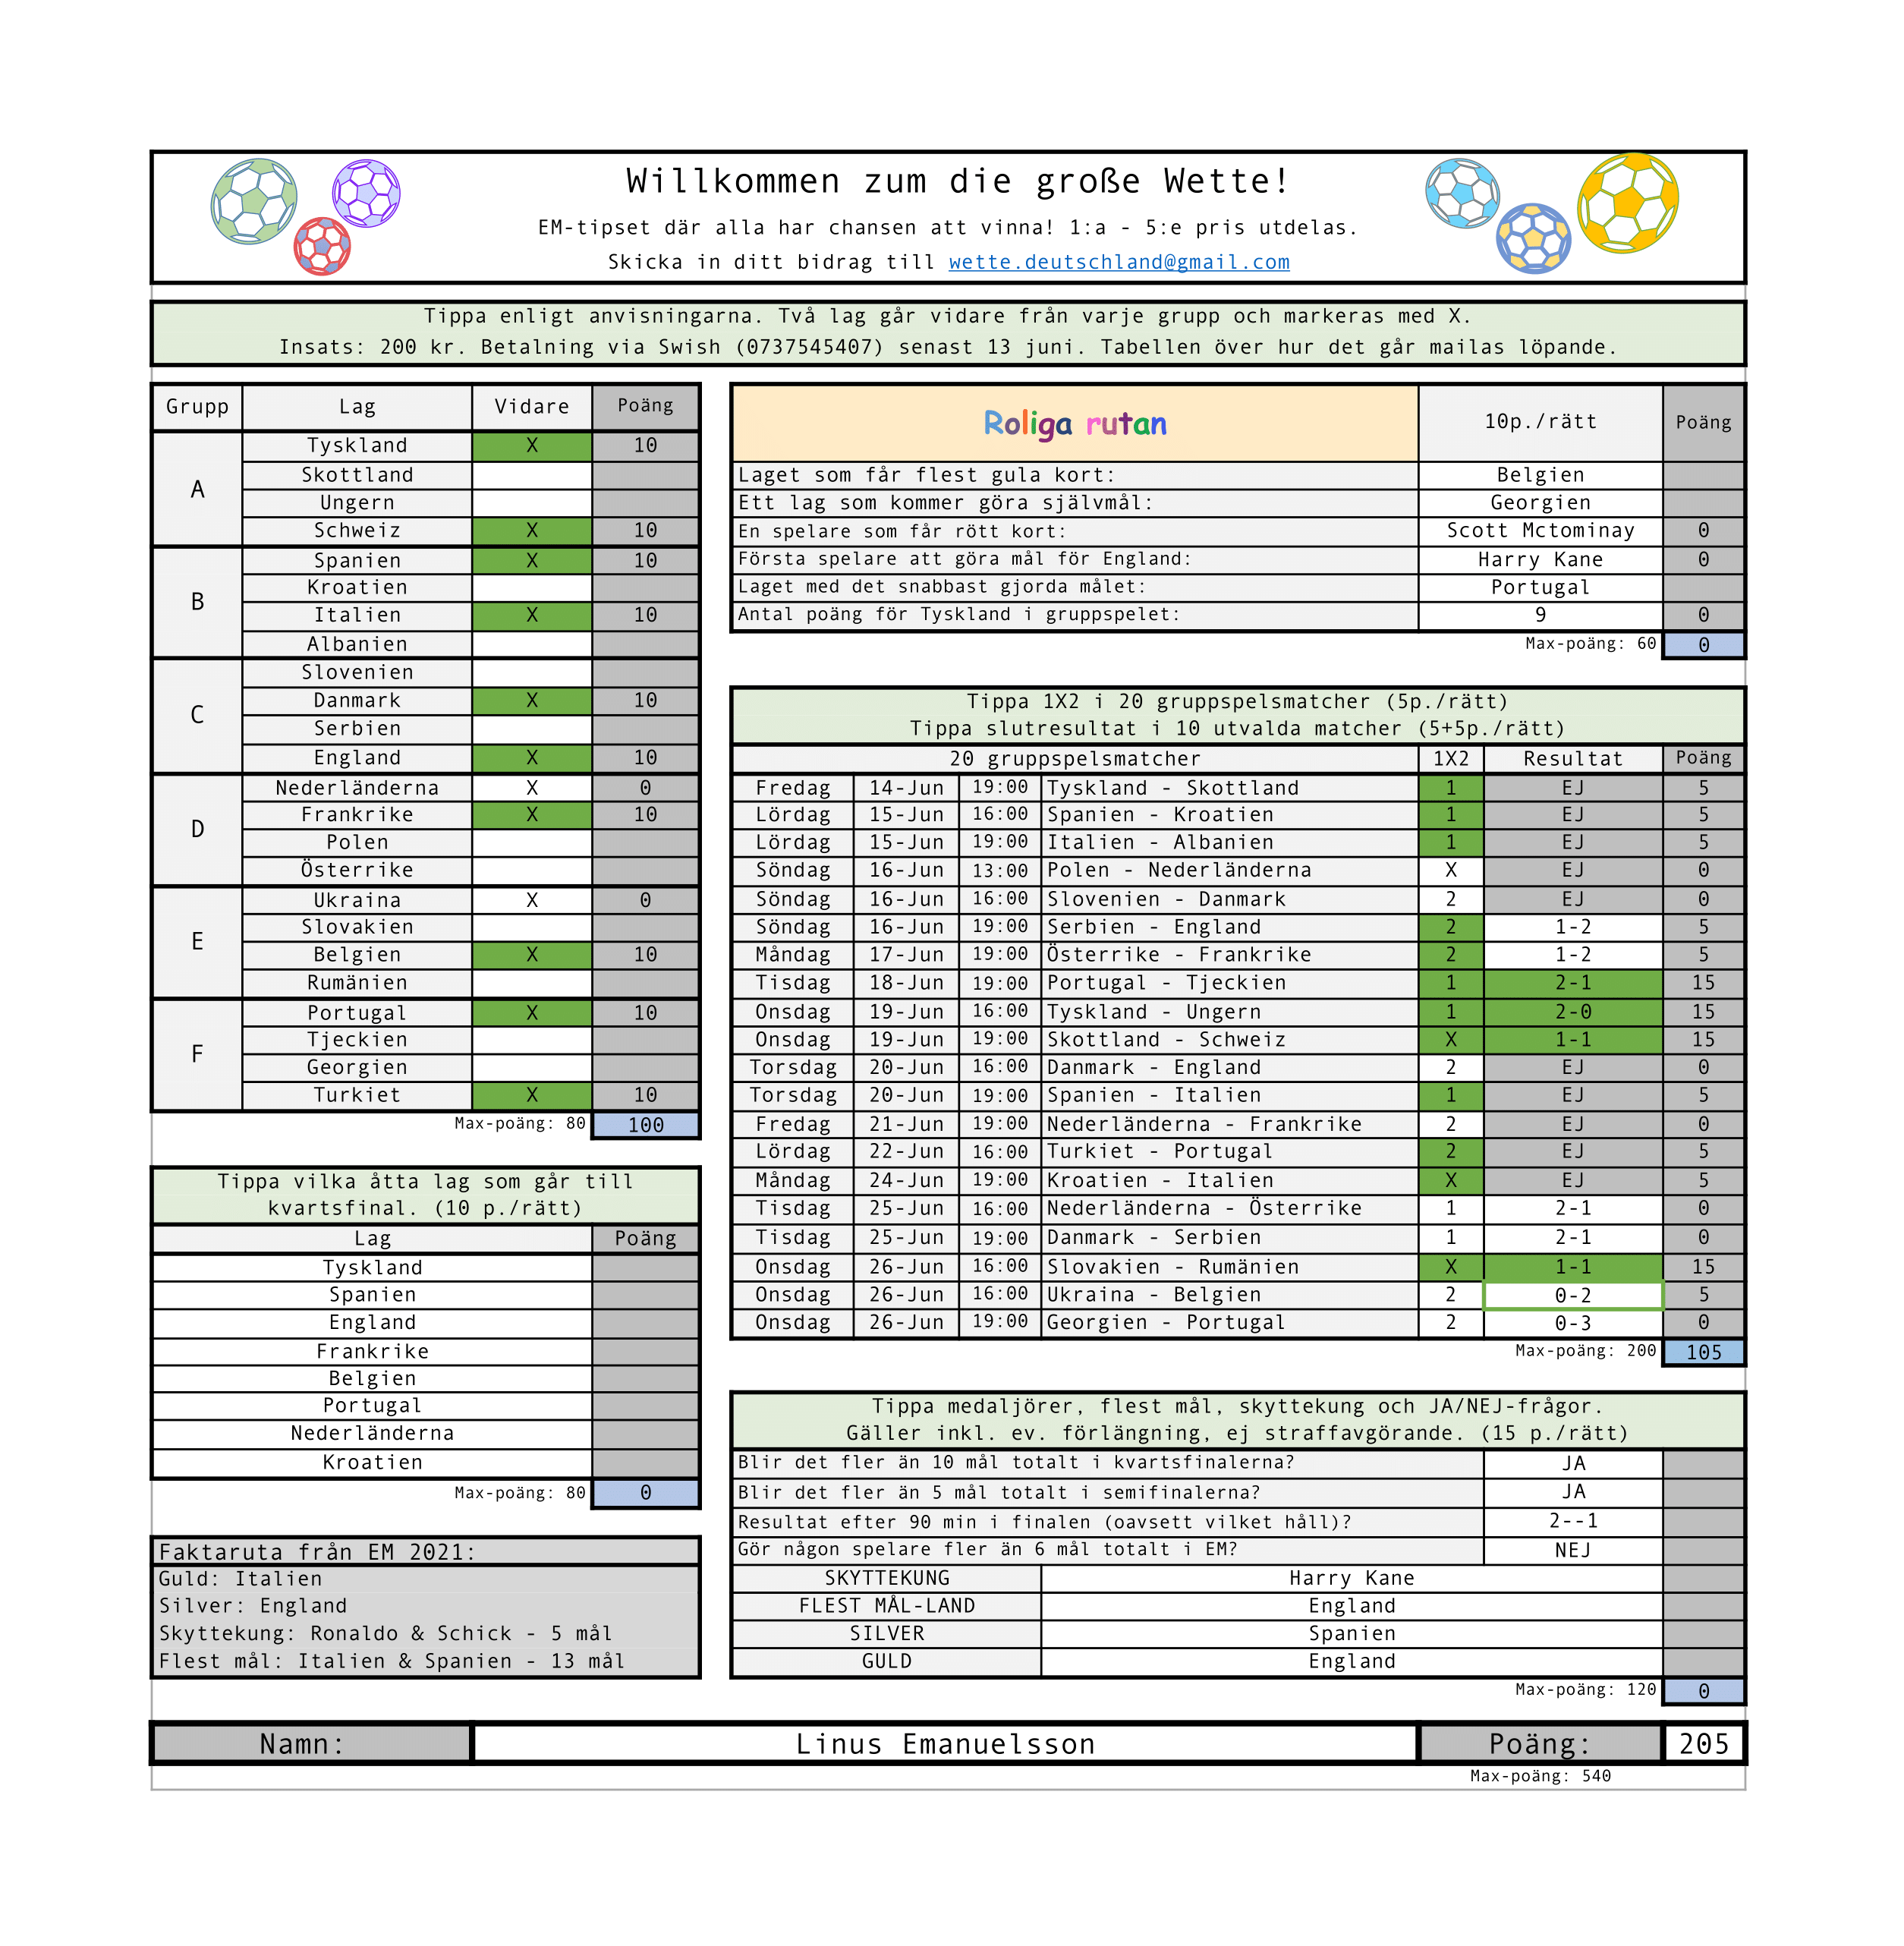 Willkommen zum die große Wette!
EM-tipset där alla har chansen att vinna! 1:a - 5:e pris utdelas.
Skicka in ditt bidrag till wette.deutschland@gmail.com
Tippa enligt anvisningarna. Två lag går vidare från varje grupp och markeras med X.
Insats: 200 kr. Betalning via Swish (0737545407) senast 13 juni. Tabellen över hur det går mailas löpande.
Grupp Lag Vidare Poäng
A
Tyskland X 10
Skottland
Ungern
Schweiz X 10
B
Spanien X 10
Kroatien
Italien X 10
Albanien
C
Slovenien
Danmark X 10
Serbien
England X 10
D
Nederländerna X 0
Frankrike X 10
Polen
Österrike
E
Ukraina X 0
Slovakien
Belgien X 10
Rumänien
F
Portugal X 10
Tjeckien
Georgien
Turkiet X 10
Max-poäng: 80 100
Tippa vilka åtta lag som går till
kvartsfinal. (10 p./rätt)
Lag Poäng
Tyskland
Spanien
England
Frankrike
Belgien
Portugal
Nederländerna
Kroatien
Max-poäng: 80 0
Faktaruta från EM 2021:
Guld: Italien
Silver: England
Skyttekung: Ronaldo & Schick - 5 mål
Flest mål: Italien & Spanien - 13 mål
Roliga rutan 10p./rätt Poäng
Laget som får flest gula kort: Belgien
Ett lag som kommer göra självmål: Georgien
En spelare som får rött kort: Scott Mctominay 0
Första spelare att göra mål för England: Harry Kane 0
Laget med det snabbast gjorda målet: Portugal
Antal poäng för Tyskland i gruppspelet: 9 0
Max-poäng: 60 0
Tippa 1X2 i 20 gruppspelsmatcher (5p./rätt)
Tippa slutresultat i 10 utvalda matcher (5+5p./rätt)
20 gruppspelsmatcher 1X2 Resultat Poäng
Fredag 14-Jun 19:00 Tyskland - Skottland 1 EJ 5
Lördag 15-Jun 16:00 Spanien - Kroatien 1 EJ 5
Lördag 15-Jun 19:00 Italien - Albanien 1 EJ 5
Söndag 16-Jun 13:00 Polen - Nederländerna X EJ 0
Söndag 16-Jun 16:00 Slovenien - Danmark 2 EJ 0
Söndag 16-Jun 19:00 Serbien - England 2 1-2 5
Måndag 17-Jun 19:00 Österrike - Frankrike 2 1-2 5
Tisdag 18-Jun 19:00 Portugal - Tjeckien 1 2-1 15
Onsdag 19-Jun 16:00 Tyskland - Ungern 1 2-0 15
Onsdag 19-Jun 19:00 Skottland - Schweiz X 1-1 15
Torsdag 20-Jun 16:00 Danmark - England 2 EJ 0
Torsdag 20-Jun 19:00 Spanien - Italien 1 EJ 5
Fredag 21-Jun 19:00 Nederländerna - Frankrike 2 EJ 0
Lördag 22-Jun 16:00 Turkiet - Portugal 2 EJ 5
Måndag 24-Jun 19:00 Kroatien - Italien X EJ 5
Tisdag 25-Jun 16:00 Nederländerna - Österrike 1 2-1 0
Tisdag 25-Jun 19:00 Danmark - Serbien 1 2-1 0
Onsdag 26-Jun 16:00 Slovakien - Rumänien X 1-1 15
Onsdag 26-Jun 16:00 Ukraina - Belgien 2 0-2 5
Onsdag 26-Jun 19:00 Georgien - Portugal 2 0-3 0
Max-poäng: 200 105
Tippa medaljörer, flest mål, skyttekung och JA/NEJ-frågor.
Gäller inkl. ev. förlängning, ej straffavgörande. (15 p./rätt)
Blir det fler än 10 mål totalt i kvartsfinalerna? JA
Blir det fler än 5 mål totalt i semifinalerna? JA
Resultat efter 90 min i finalen (oavsett vilket håll)? 2--1
Gör någon spelare fler än 6 mål totalt i EM? NEJ
SKYTTEKUNG Harry Kane
FLEST MÅL-LAND England
SILVER Spanien
GULD England
Max-poäng: 120 0
Namn: Linus Emanuelsson Poäng: 205
Max-poäng: 540